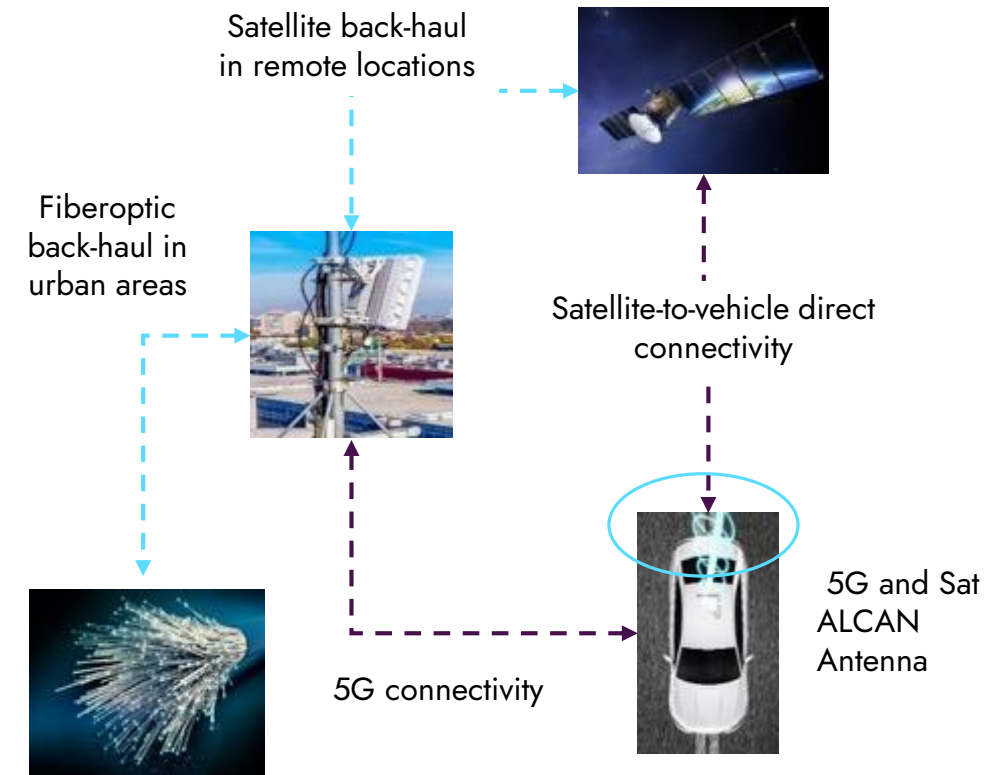 Satellite back-haul
in remote locations
Fiberoptic
back-haul in
urban areas
Satellite-to-vehicle direct
connectivity
5G and Sat
ALCAN
Antenna
5G connectivity